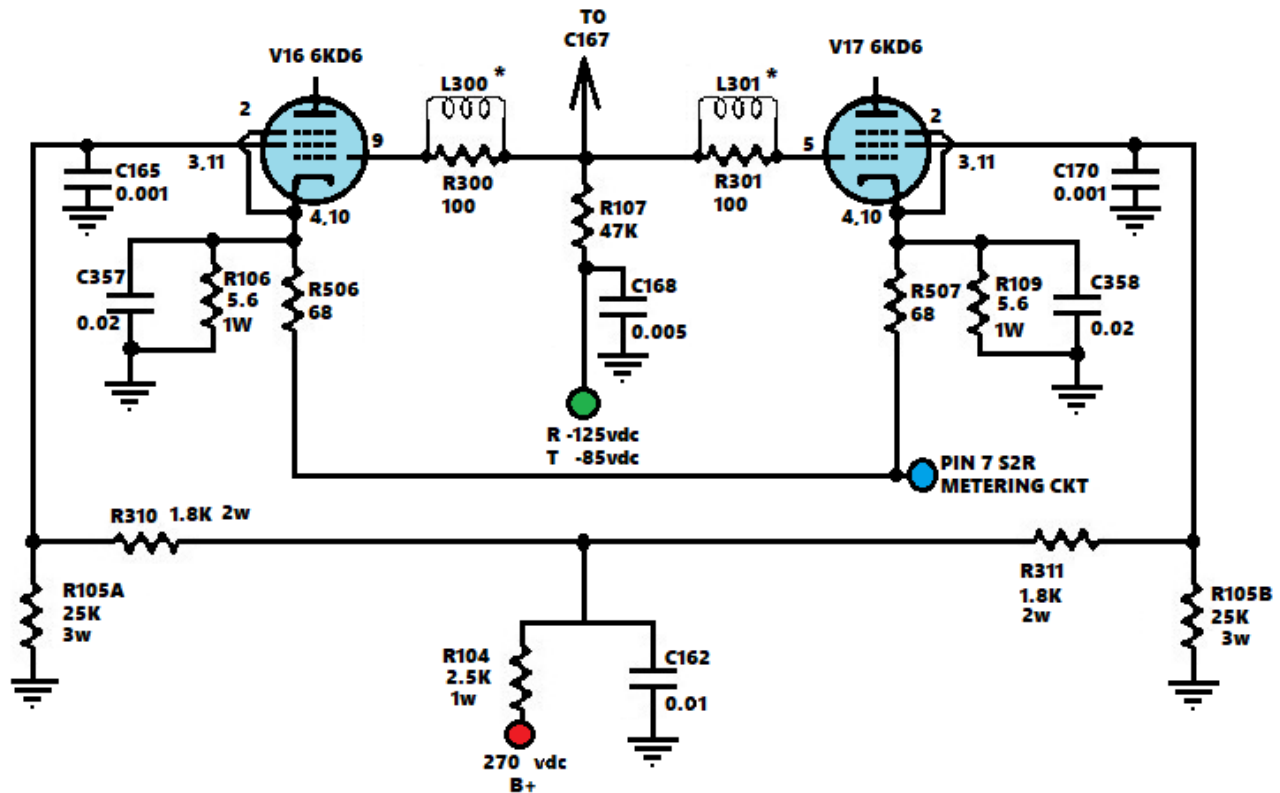 TO
C167
V16 6KD6
V17 6KD6
L300 *
L301 *
2
2
9
5
3,11
3,11
C165
0.001
R300
100
R301
100
C170
0.001
4,10
4,10
R107
47K
C357
0.02
R106
5.6
1W
R506
68
C168
0.005
R507
68
R109
5.6
1W
C358
0.02
R -125vdc
T -85vdc
PIN 7 S2R
METERING CKT
R310 1.8K 2w
R311
1.8K
2w
R105A
25K
3w
R105B
25K
3w
R104
2.5K
1w
C162
0.01
270 vdc
B+